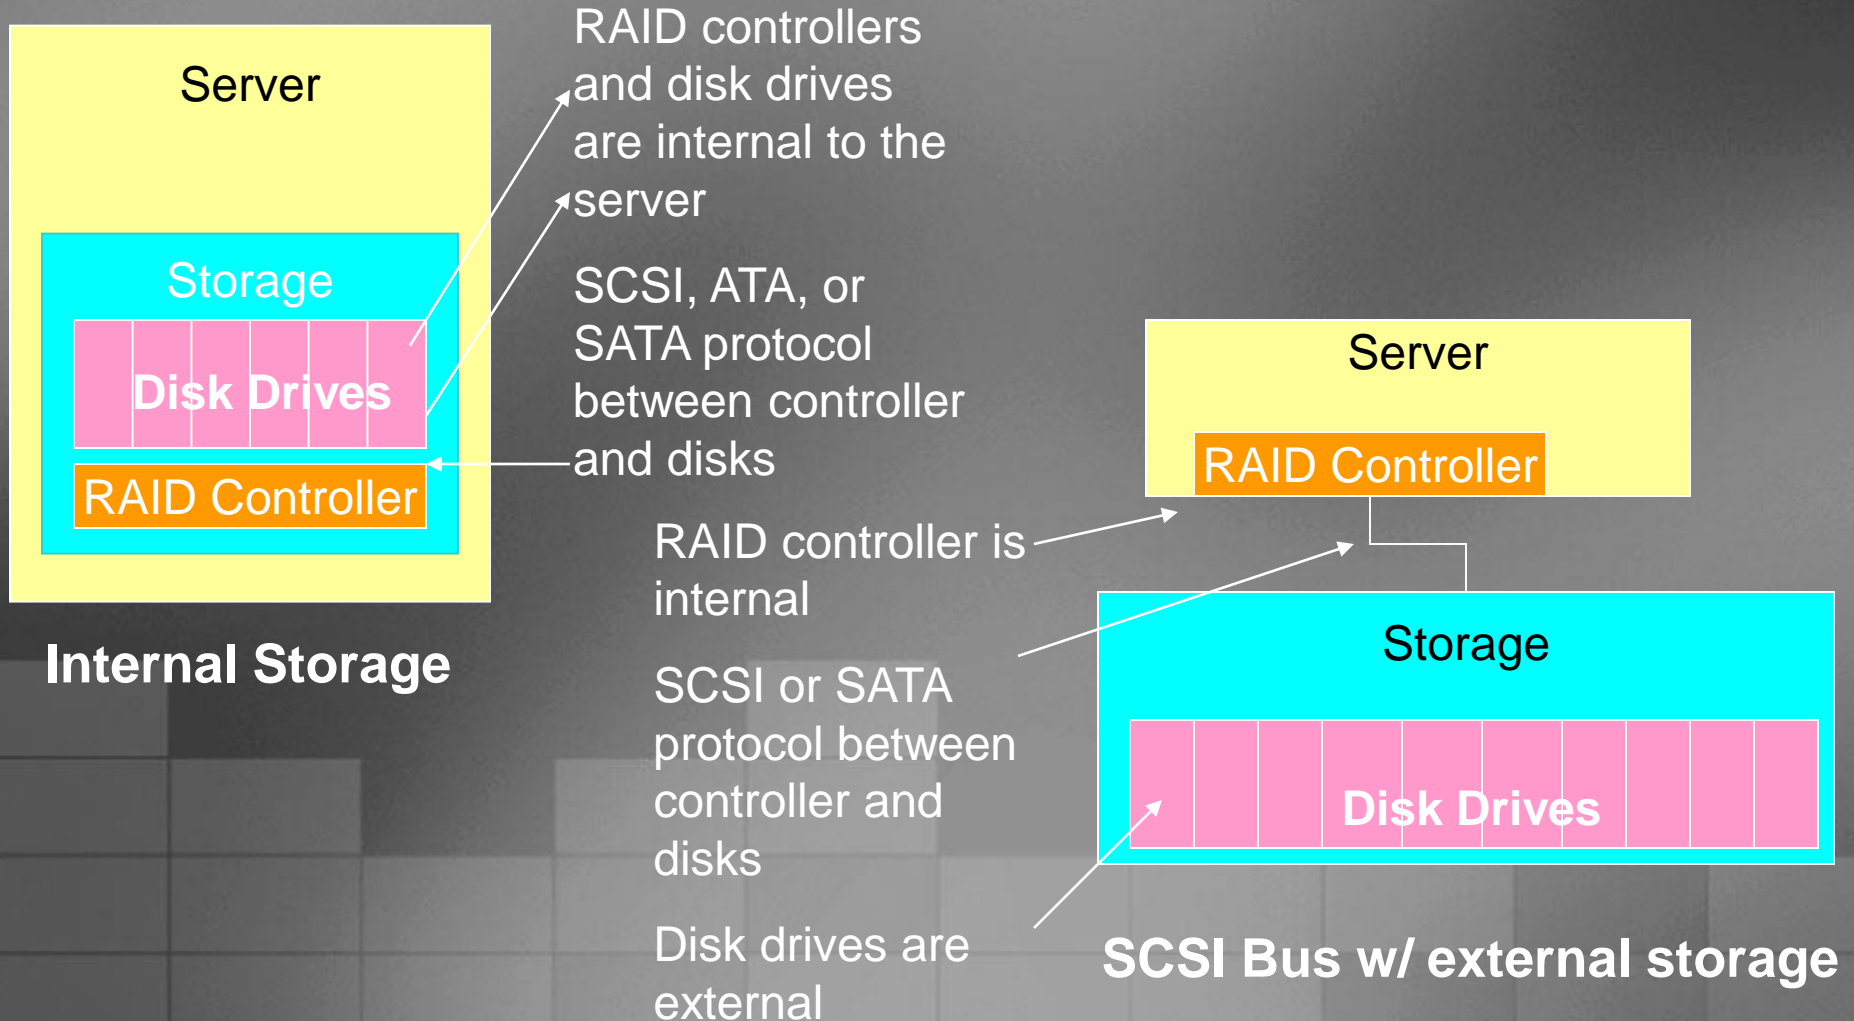 Server
Storage
Disk Drives
RAID Controller
Internal Storage
RAID controllers
and disk drives
are internal to the
server
SCSI, ATA, or
SATA protocol
between controller
and disks
RAID controller is
internal
SCSI or SATA
protocol between
controller and
disks
Disk drives are
external
Server
RAID Controller
Storage
Disk Drives
SCSI Bus w/ external storage